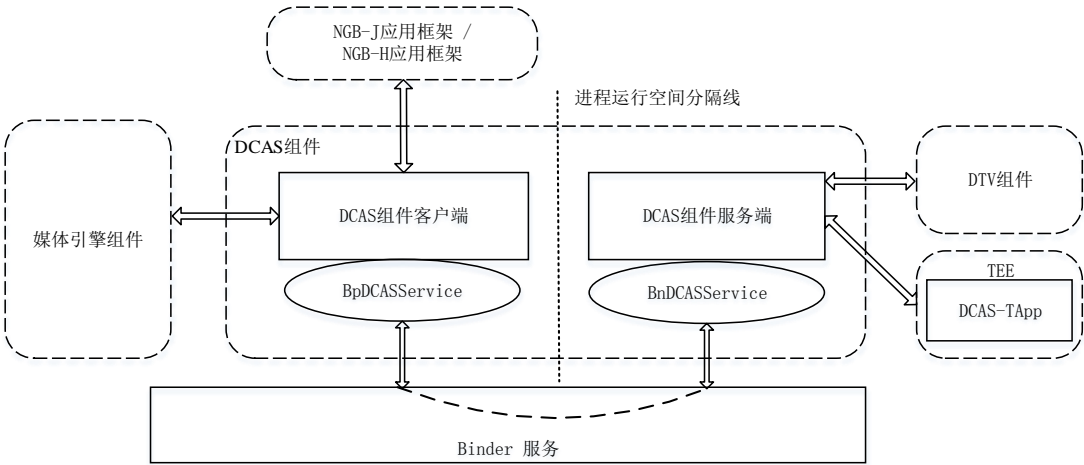 NGB-J应用框架 /
NGB-H应用框架
进程运行空间分隔线
DCAS组件
DCAS组件客户端
DCAS组件服务端
DTV组件
媒体引擎组件
BpDCASService
BnDCASService
TEE
DCAS-TApp
Binder 服务